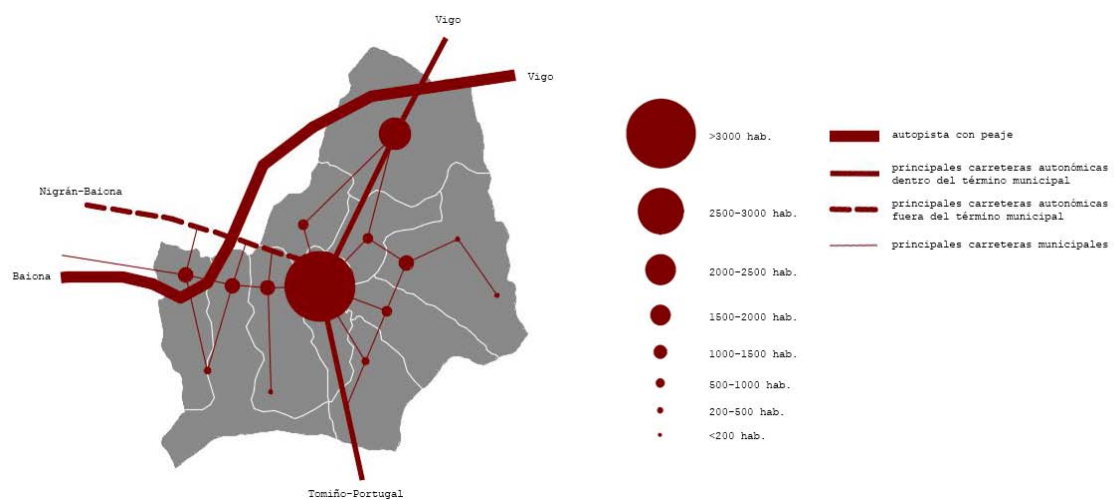 Vigo
Vigo
Nigrán-Baiona
Baiona
Tomiño-Portugal
>3000 hab.
2500-3000 hab.
2000-2500 hab.
1500-2000 hab.
1000-1500 hab.
500-1000 hab.
200-500 hab.
<200 hab.
autopista con peaje
principales carreteras autonómicas
dentro del término municipal
principales carreteras autonómicas
fuera del término municipal
principales carreteras municipales